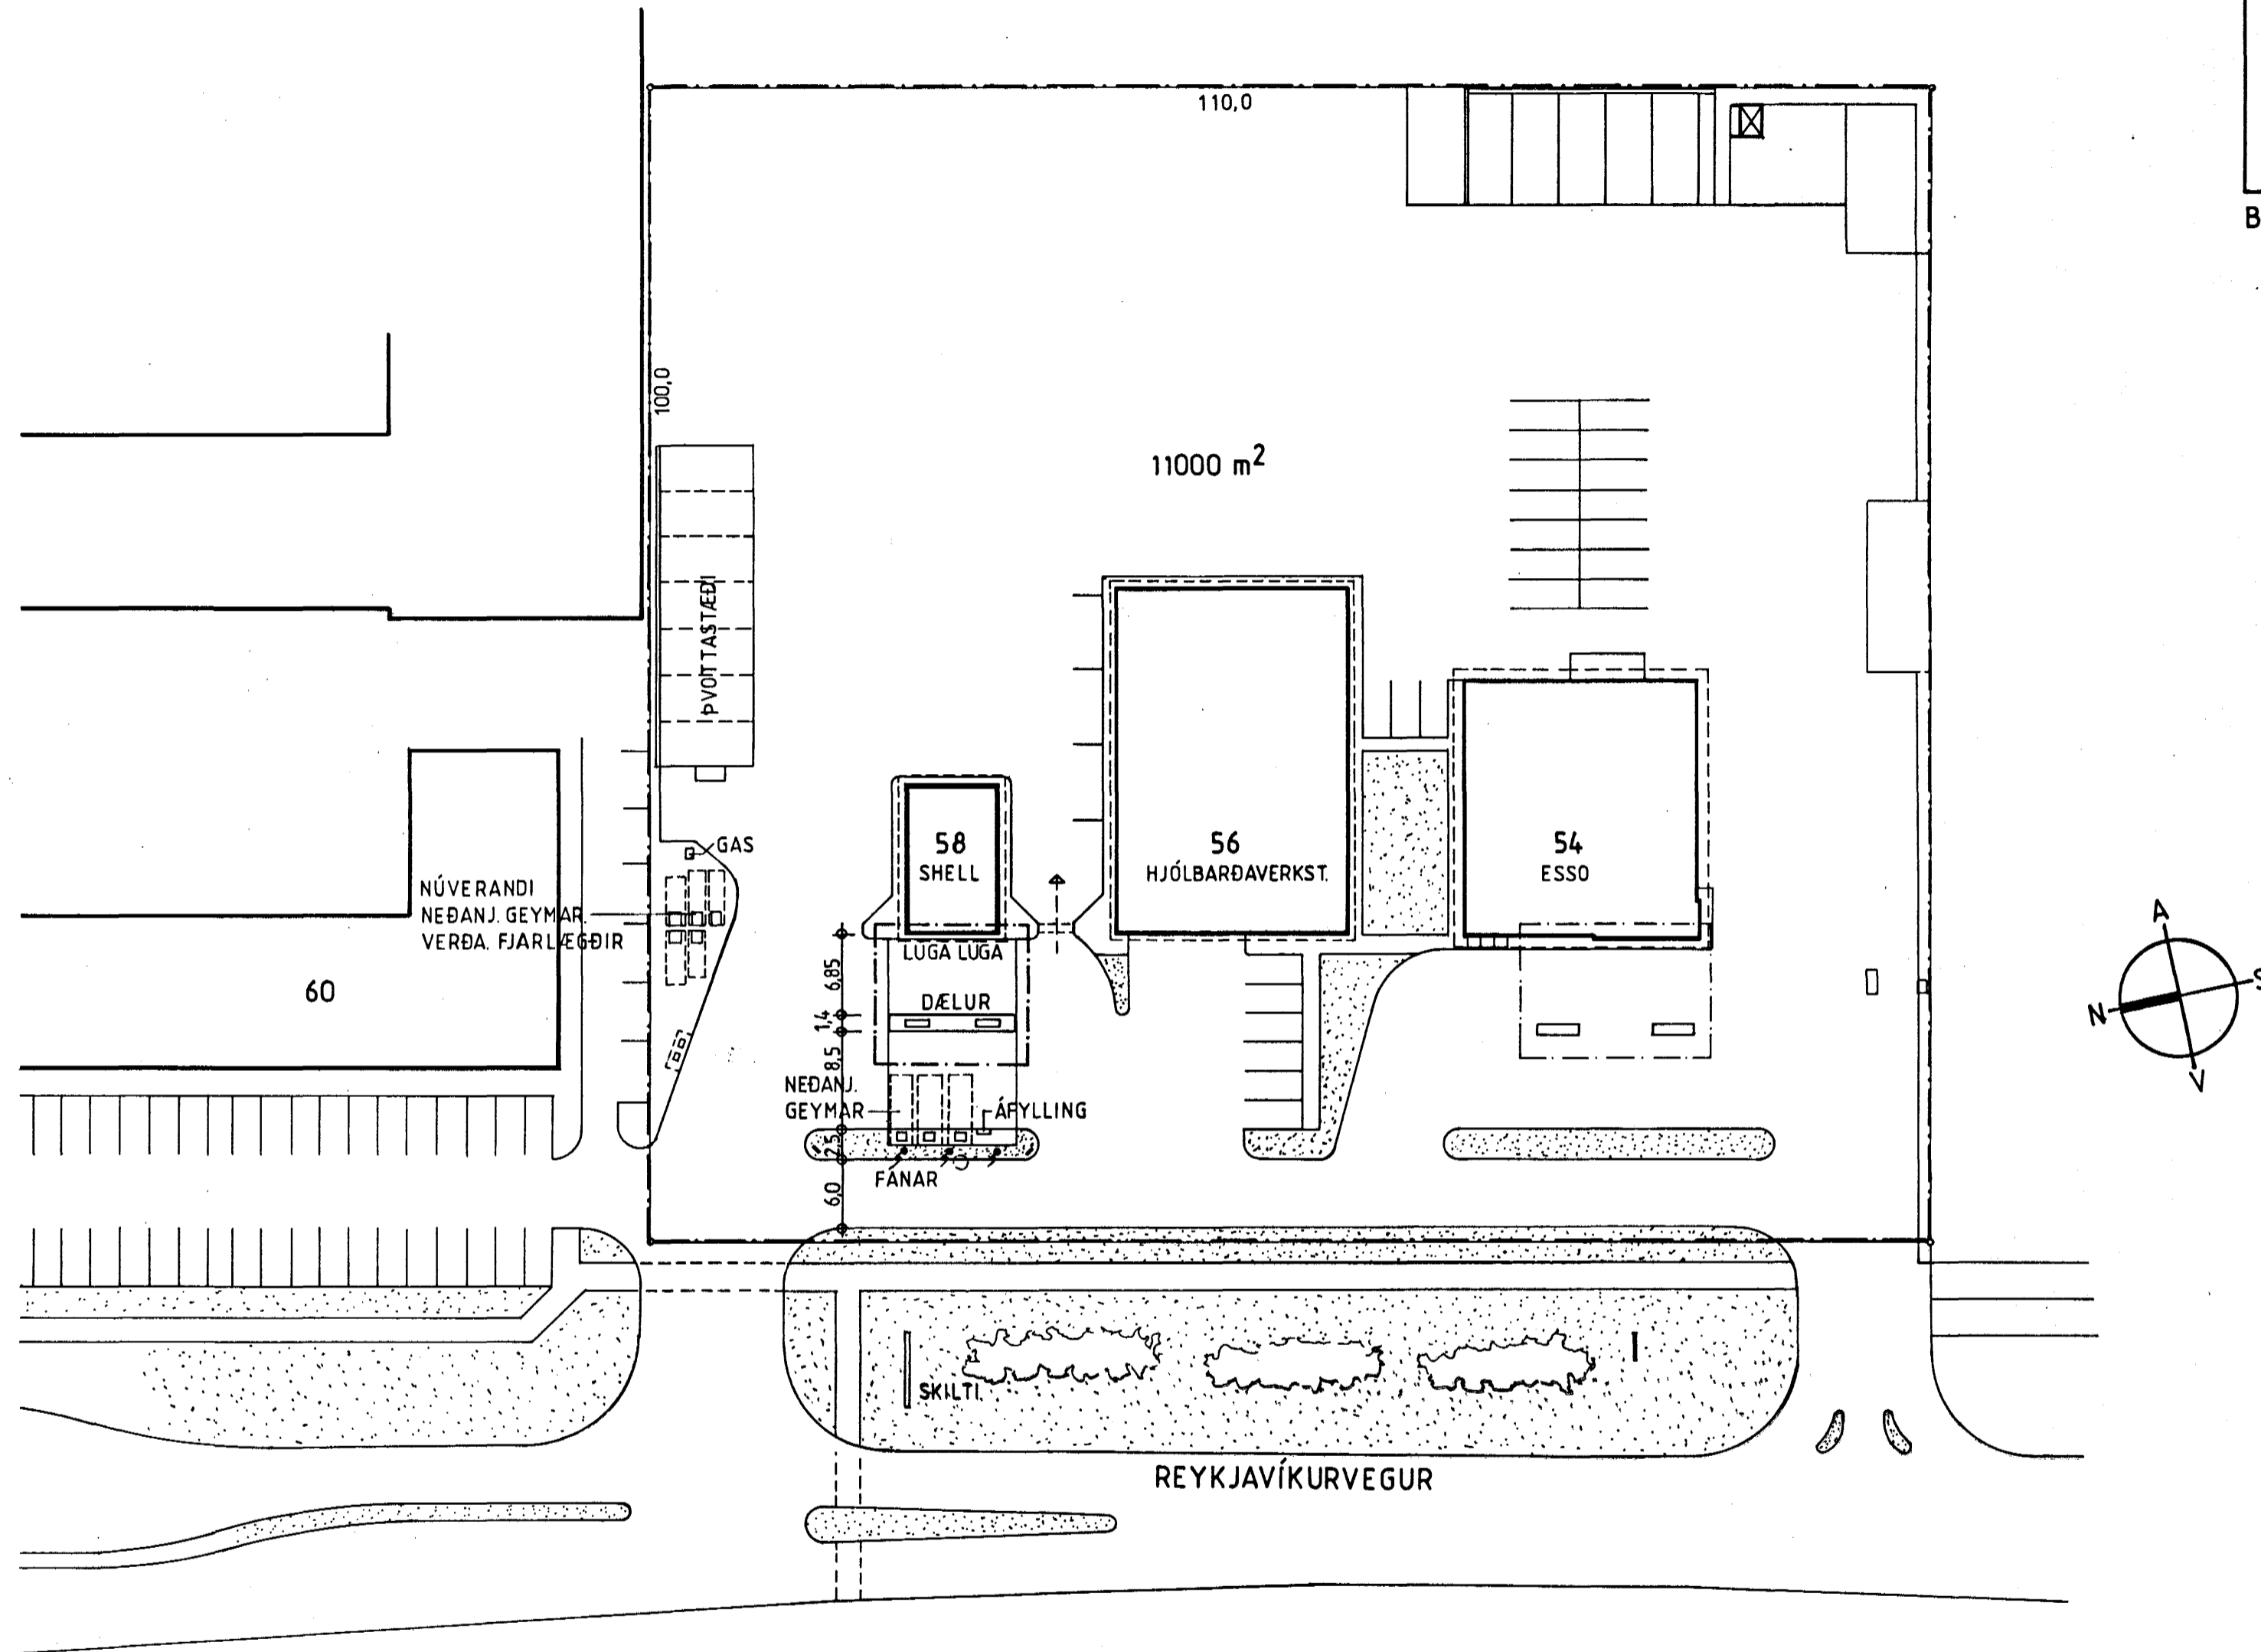 110,0
B
100,0
11000 m²
ÞVOTTASTÆÐI
GAS
58
SHELL
56
HJÓLBARÐAVERKST.
54
ESSO
NÚVERANDI
NEÐANJ. GEYMAR.
VERÐA. FJARLÆGÐIR
60
LÚGA LÚGA
6,85
DÆLUR
1,4
8,5
NEÐANJ.
GEYMAR
ÁFYLLING
2,5
FÁNAR
6,0
A
S
N
V
SKILTI.
REYKJAVÍKURVEGUR